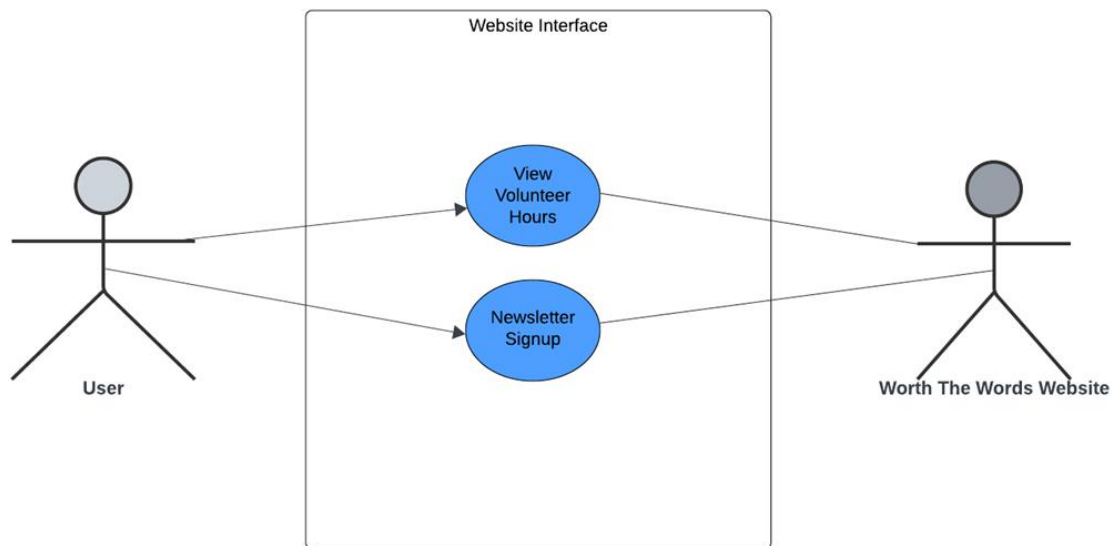 Website Interface
View
Volunteer
Hours
Newsletter
Signup
User
Worth The Words Website